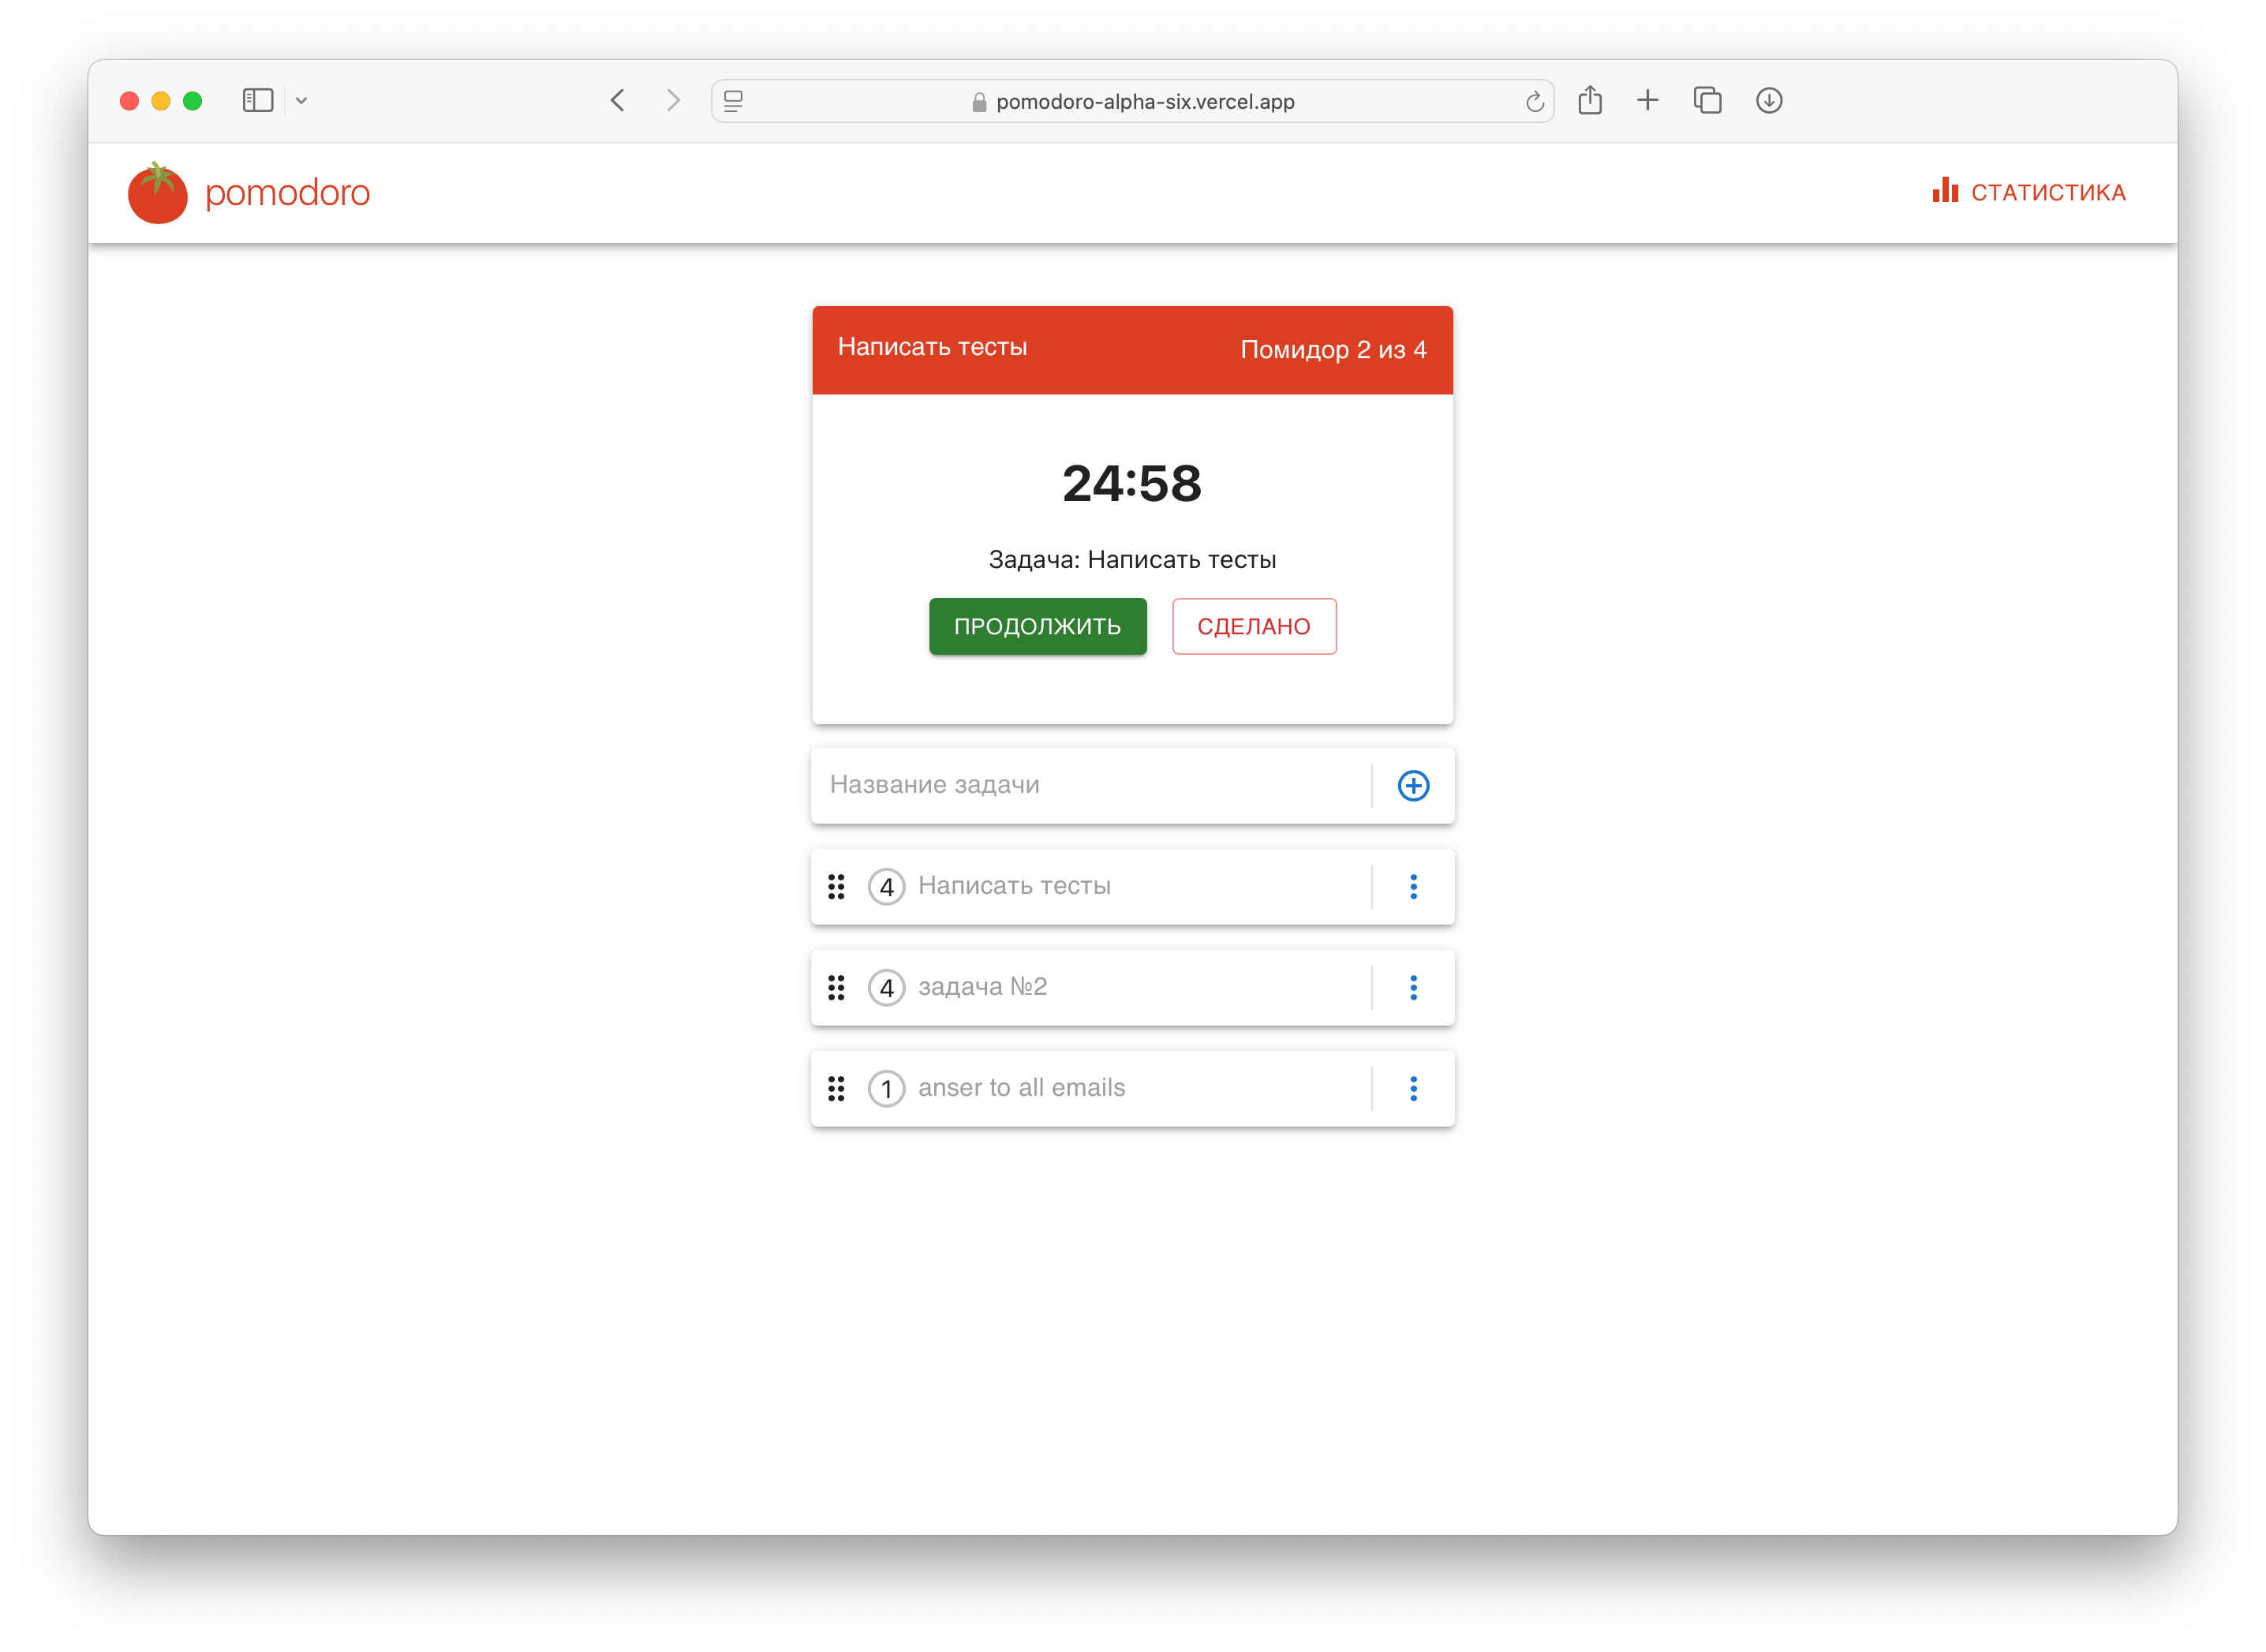 pomodoro-alpha-six.vercel.app
pomodoro
СТАТИСТИКА
Написать тесты
Помидор 2 из 4
24:58
Задача: Написать тесты
ПРОДОЛЖИТЬ
СДЕЛАНО
Название задачи
4 Написать тесты
4 задача №2
1 anser to all emails